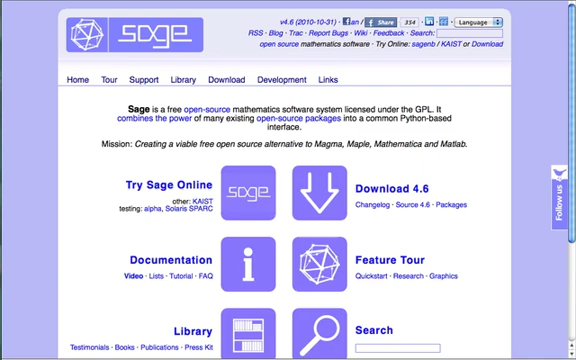 v4.6 (2010-10-31) · fan / Share 354 Language
sage
RSS · Blog · Trac · Report Bugs · Wiki · Feedback · Search:
open source mathematics software · Try Online: sagenb / KAIST or Download
Home Tour Support Library Download Development Links
Sage is a free open-source mathematics software system licensed under the GPL. It
combines the power of many existing open-source packages into a common Python-based
interface.
Mission: Creating a viable free open source alternative to Magma, Maple, Mathematica and Matlab.
Try Sage Online
other: KAIST
testing: alpha, Solaris SPARC
sage
Download 4.6
Changelog · Source 4.6 · Packages
Follow us
Documentation
Video · Lists · Tutorial · FAQ
Feature Tour
Quickstart · Research · Graphics
Library
Testimonials · Books · Publications · Press Kit
Search